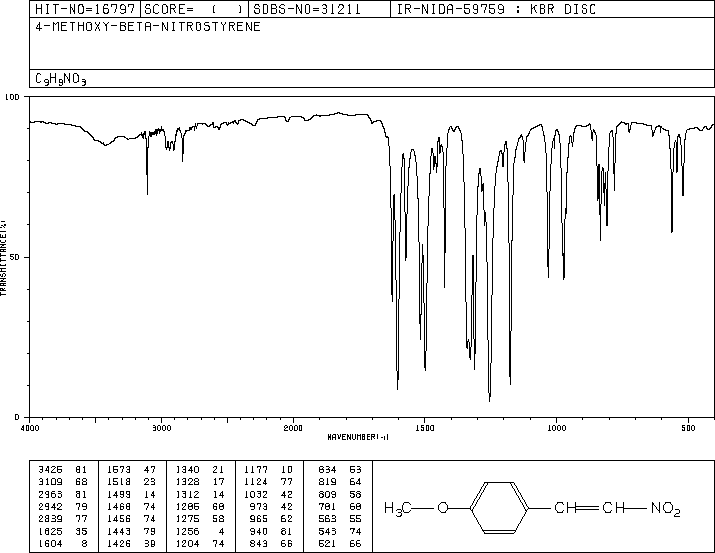 HIT-NO=16797 SCORE= ( ) SDBS-NO=31211 IR-NIDA-59759 : KBR DISC
4-METHOXY-BETA-NITROSTYRENE
C9H9NO3
100
50
0
TRANSMITTANCE(%)
4000 3000 2000 1500 1000 500
WAVENUMBER(-1)
3425 81 1573 47 1340 21 1177 10 834 53
3109 68 1518 23 1328 17 1124 77 819 64
2963 81 1499 14 1312 14 1032 42 809 58
2942 79 1468 74 1285 68 973 42 781 68
2839 77 1456 74 1275 58 965 62 563 55
1625 35 1443 79 1256 4 940 81 543 74
1604 8 1426 39 1204 74 843 66 521 66
H3C O CH CH NO2